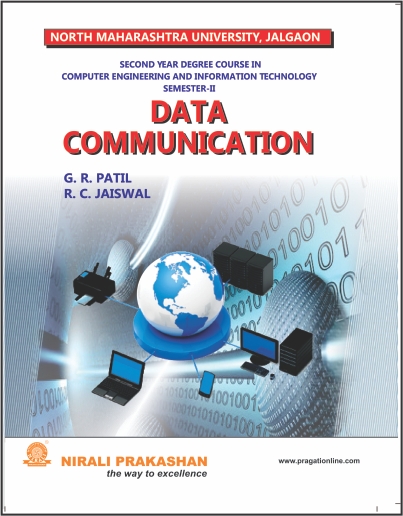 NORTH MAHARASHTRA UNIVERSITY, JALGAON
SECOND YEAR DEGREE COURSE IN
COMPUTER ENGINEERING AND INFORMATION TECHNOLOGY
SEMESTER-II
DATA
COMMUNICATION
G. R. PATIL
R. C. JAISWAL
NIRALI PRAKASHAN
the way to excellence
www.pragationline.com